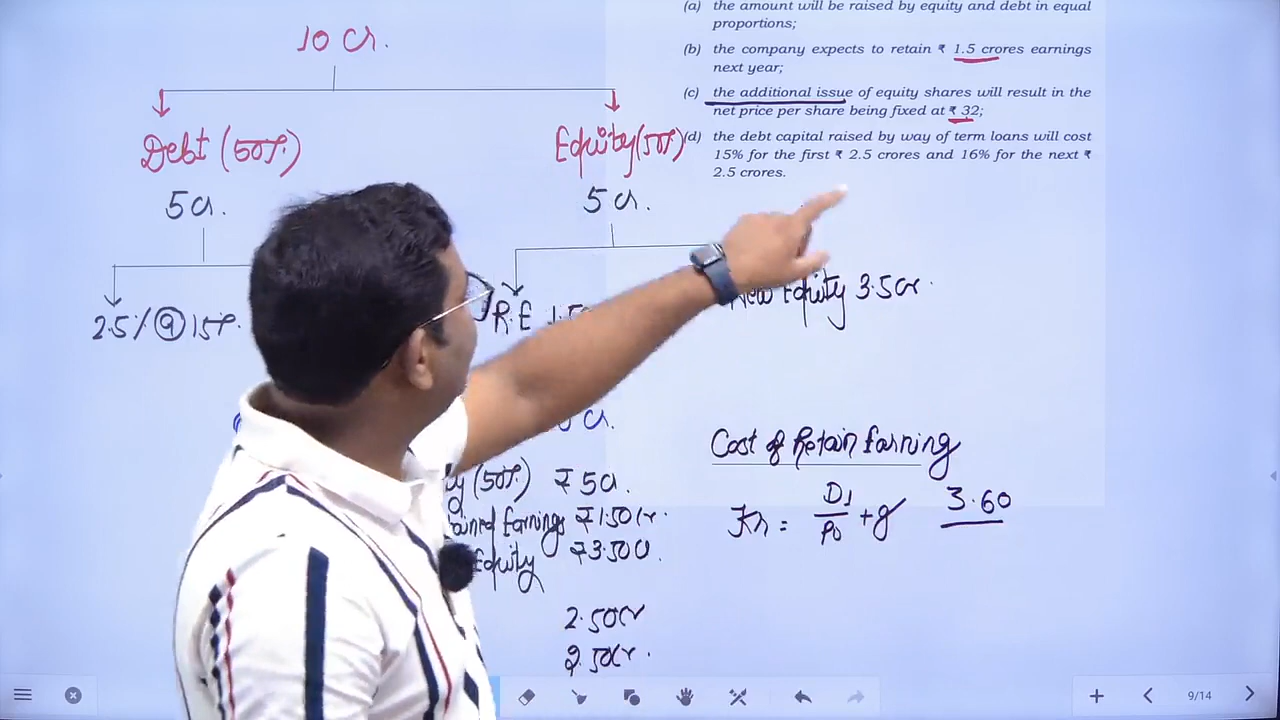 10 Cr.
Debt (50%)
Equity (50%)
5 Cr.
5 Cr.
2.5 / @ 15%
R.E
New Equity 3.5 Cr.
(50%) ₹ 5 Cr.
Earnings ₹ 1.50 Cr.
Equity ₹ 3.50 Cr.
2.50 Cr
2.50 Cr.
(a) the amount will be raised by equity and debt in equal
proportions;
(b) the company expects to retain ₹ 1.5 crores earnings
next year;
(c) the additional issue of equity shares will result in the
net price per share being fixed at ₹ 32;
(d) the debt capital raised by way of term loans will cost
15% for the first ₹ 2.5 crores and 16% for the next ₹
2.5 crores.
Cost of Retain Earning
Kr = D1/P0 + g 3.60
9/14